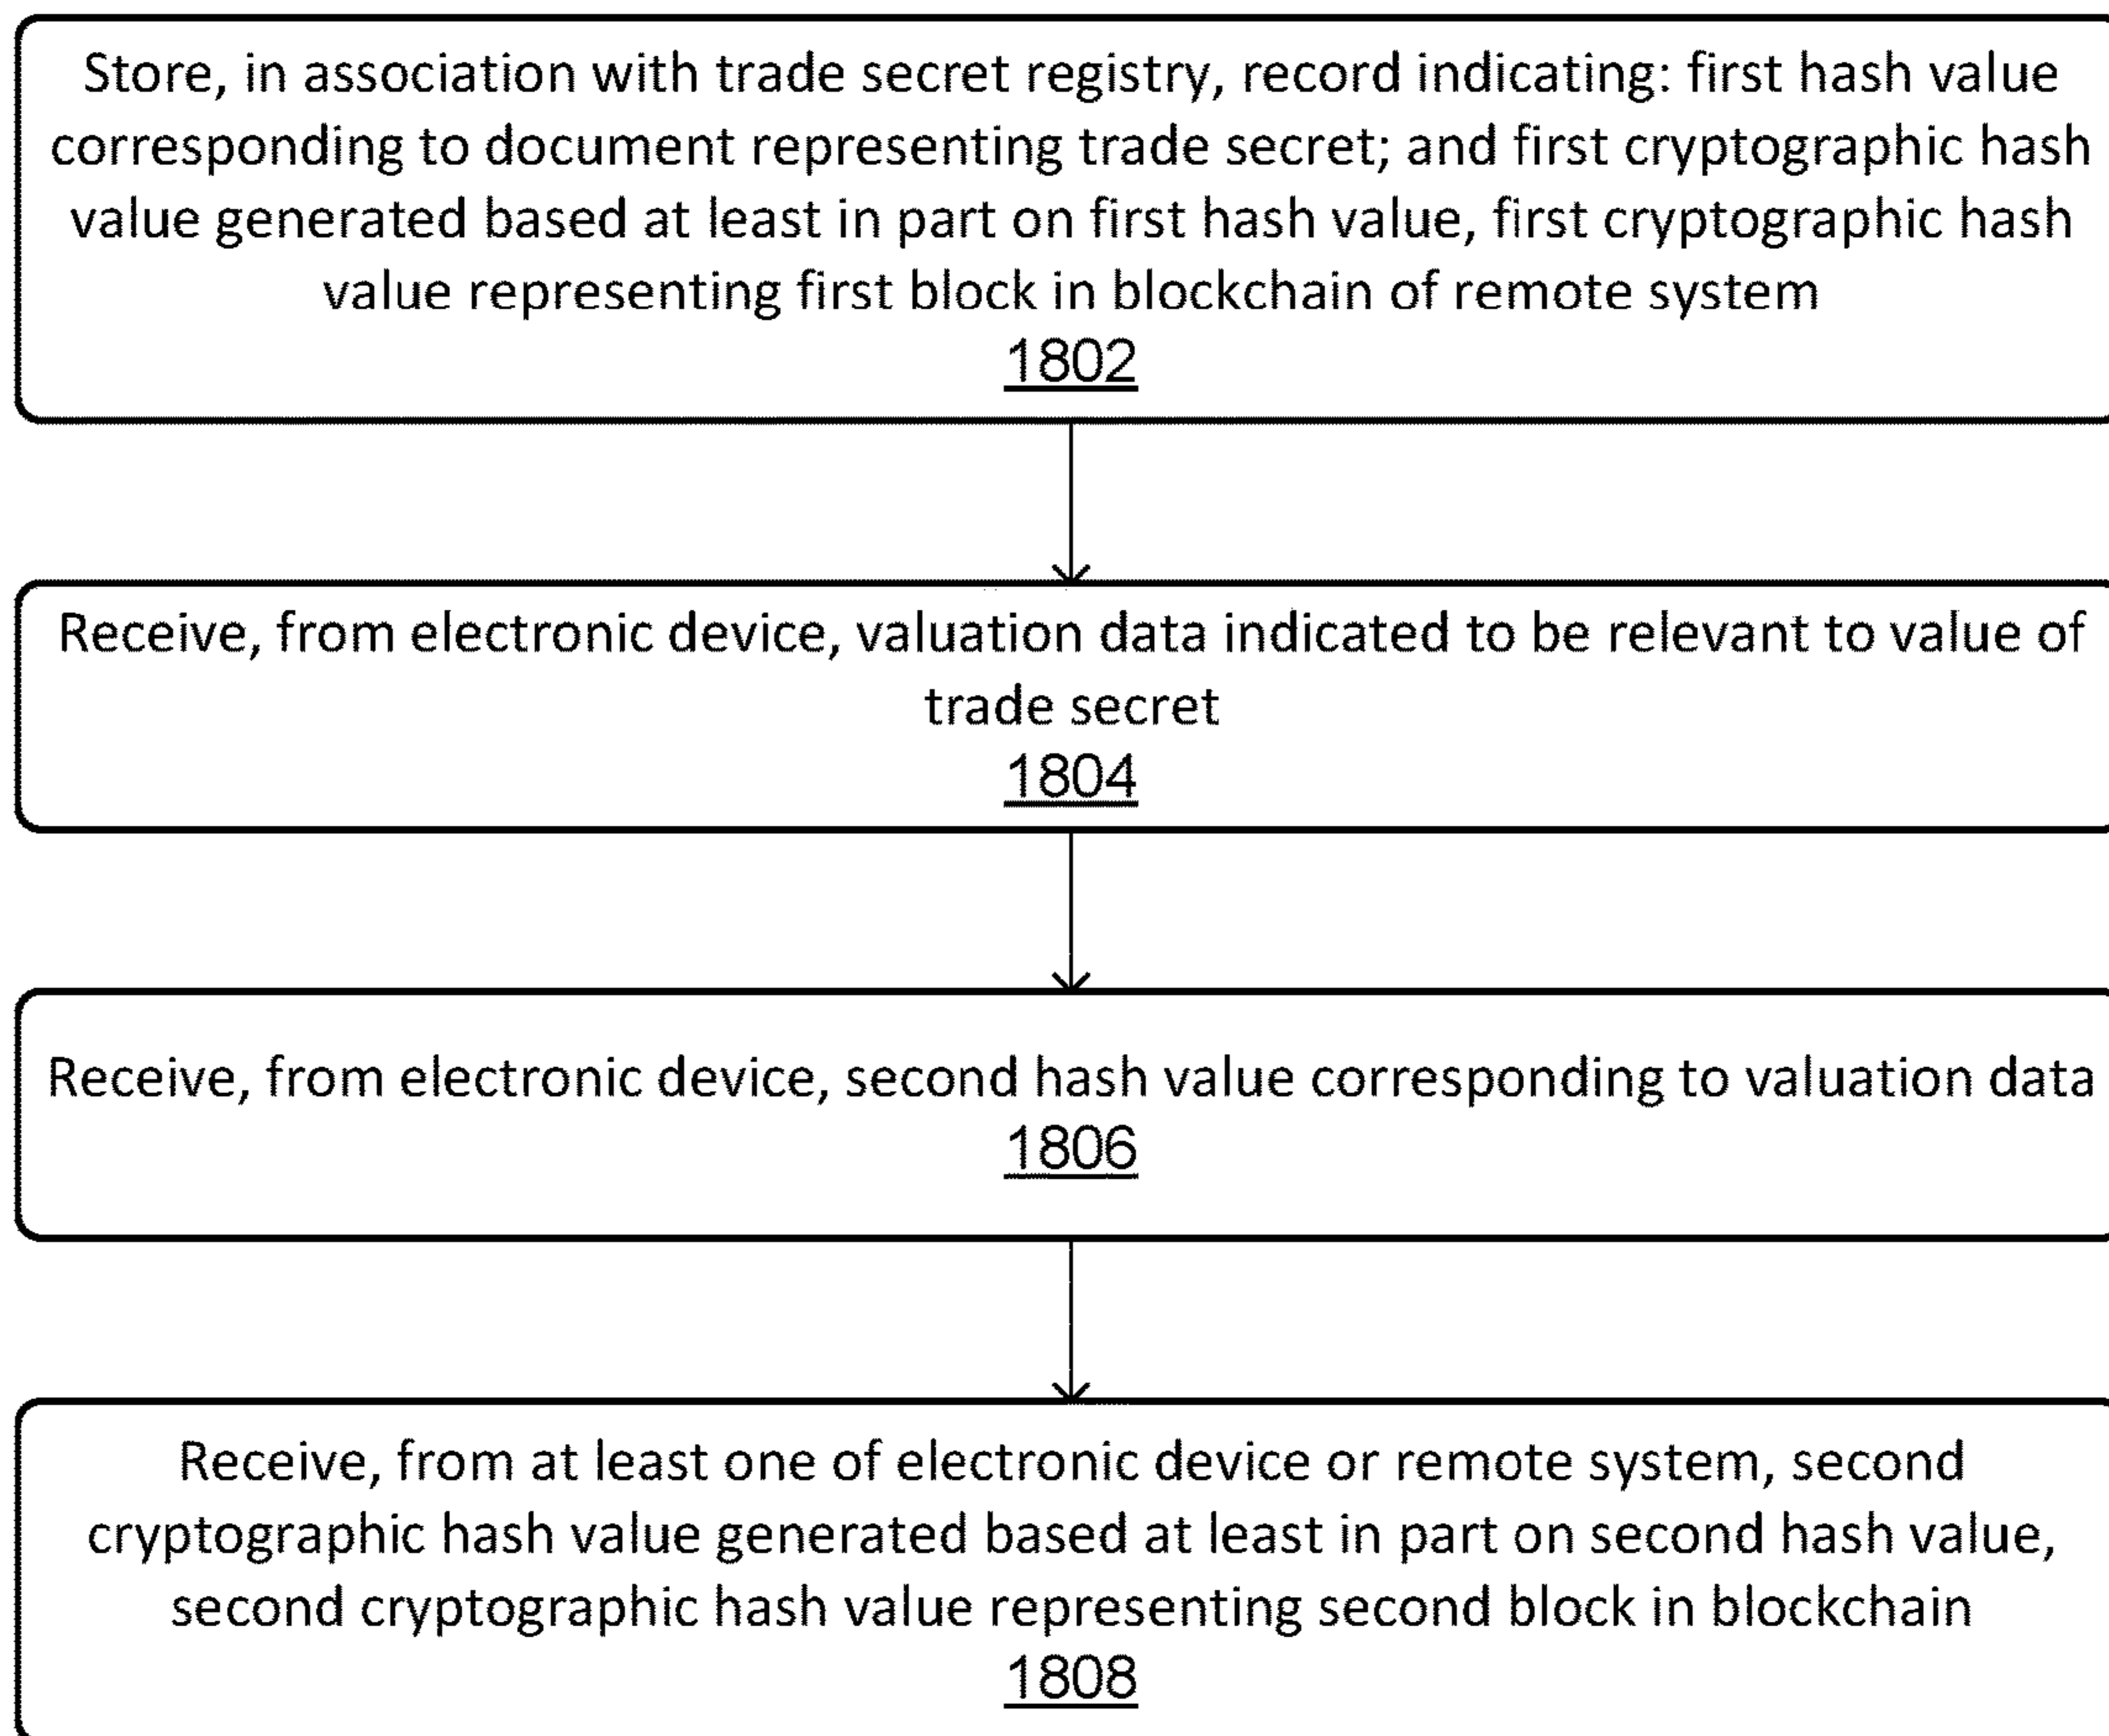 Store, in association with trade secret registry, record indicating: first hash value
corresponding to document representing trade secret; and first cryptographic hash
value generated based at least in part on first hash value, first cryptographic hash
value representing first block in blockchain of remote system
1802
Receive, from electronic device, valuation data indicated to be relevant to value of
trade secret
1804
Receive, from electronic device, second hash value corresponding to valuation data
1806
Receive, from at least one of electronic device or remote system, second
cryptographic hash value generated based at least in part on second hash value,
second cryptographic hash value representing second block in blockchain
1808